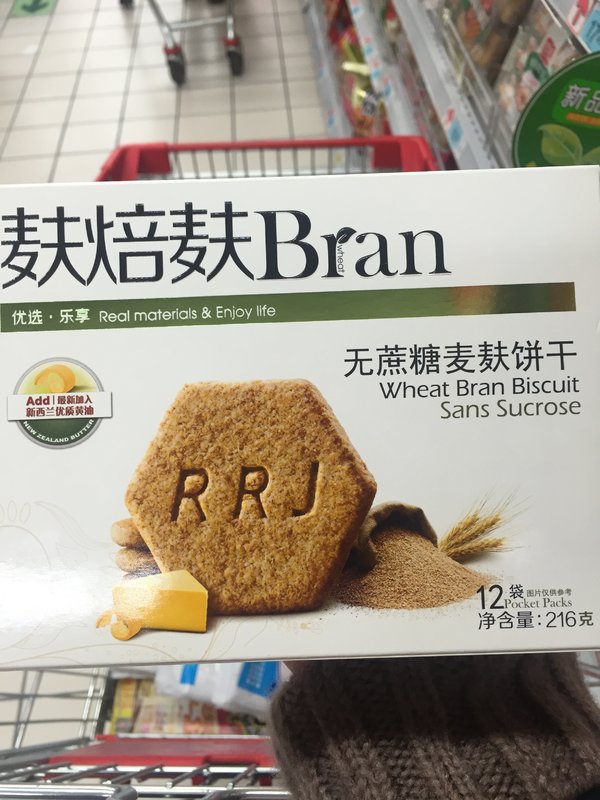 新品
麸焙麸Bran
wheat
优选·乐享 Real materials & Enjoy life
无蔗糖麦麸饼干
Wheat Bran Biscuit
Sans Sucrose
Add 最新加入
新西兰优质黄油
NEW ZEALAND BUTTER
RRJ
12袋 图片仅供参考
Pocket Packs
净含量:216克